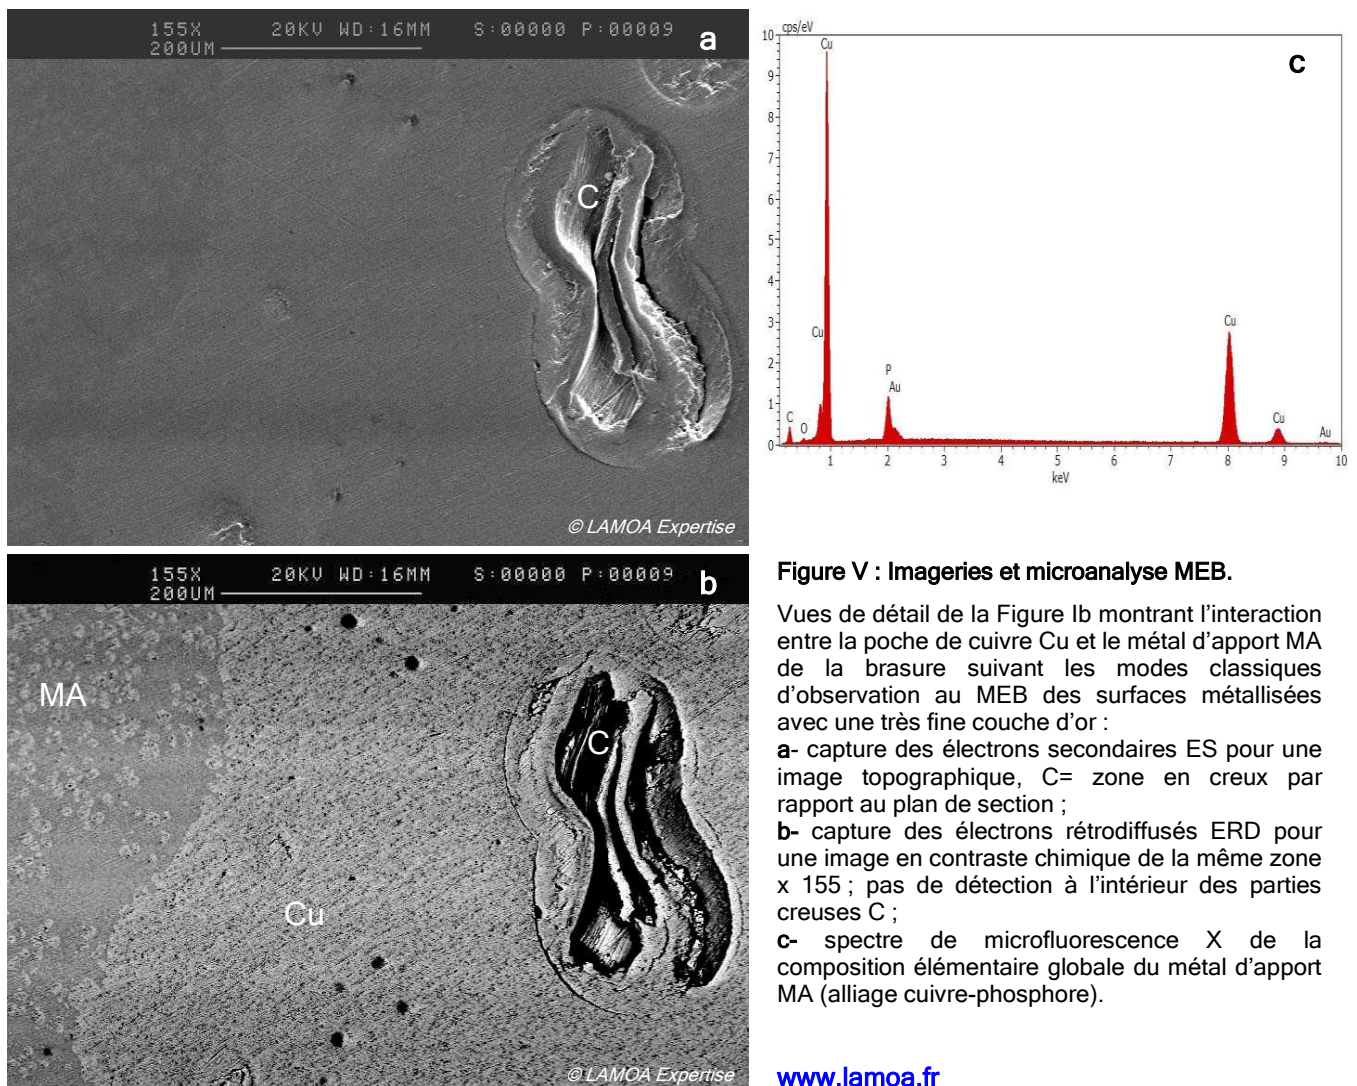 155X 20KV WD:16MM S:00000 P:00009 a
200UM
C
© LAMOA Expertise
cps/eV
c
10
9
8
7
6
5
4
3
2
1
0
Cu
Cu
C
O
P
Au
Cu
Cu
Au
1 2 3 4 5 6 7 8 9 10
keV
155X 20KV WD:16MM S:00000 P:00009 b
200UM
MA
C
Cu
© LAMOA Expertise
Figure V : Imageries et microanalyse MEB.
Vues de détail de la Figure Ib montrant l’interaction
entre la poche de cuivre Cu et le métal d’apport MA
de la brasure suivant les modes classiques
d’observation au MEB des surfaces métallisées
avec une très fine couche d’or :
a- capture des électrons secondaires ES pour une
image topographique, C= zone en creux par
rapport au plan de section ;
b- capture des électrons rétrodiffusés ERD pour
une image en contraste chimique de la même zone
x 155 ; pas de détection à l’intérieur des parties
creuses C ;
c- spectre de microfluorescence X de la
composition élémentaire globale du métal d’apport
MA (alliage cuivre-phosphore).
www.lamoa.fr